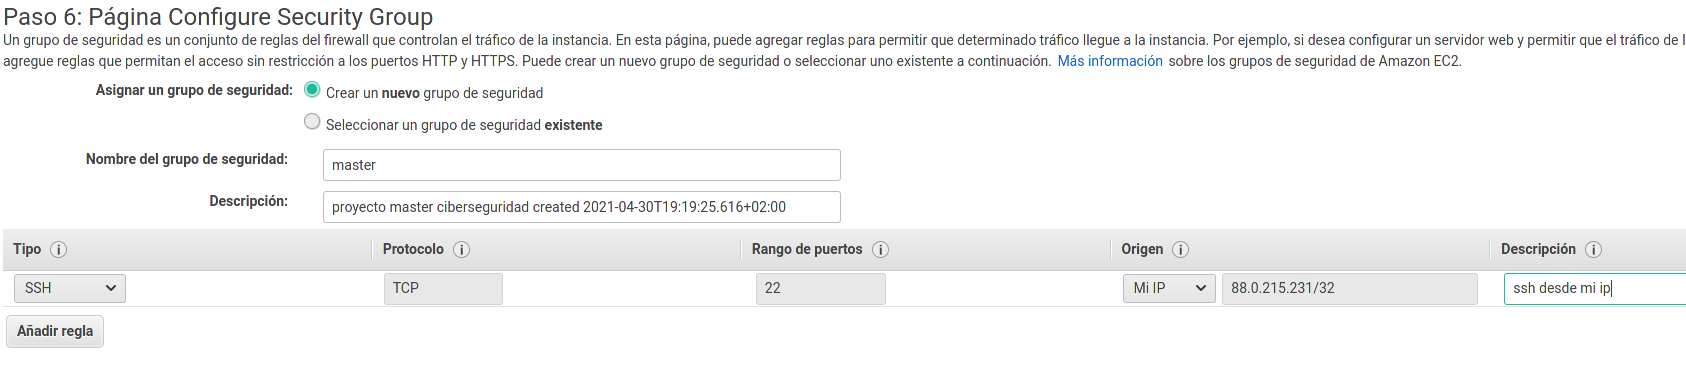 Paso 6: Página Configure Security Group
Un grupo de seguridad es un conjunto de reglas del firewall que controlan el tráfico de la instancia. En esta página, puede agregar reglas para permitir que determinado tráfico llegue a la instancia. Por ejemplo, si desea configurar un servidor web y permitir que el tráfico de
agregue reglas que permitan el acceso sin restricción a los puertos HTTP y HTTPS. Puede crear un nuevo grupo de seguridad o seleccionar uno existente a continuación. Más información sobre los grupos de seguridad de Amazon EC2.
Asignar un grupo de seguridad: Crear un nuevo grupo de seguridad
Seleccionar un grupo de seguridad existente
Nombre del grupo de seguridad: master
Descripción: proyecto master ciberseguridad created 2021-04-30T19:19:25.616+02:00
Tipo i Protocolo i Rango de puertos i Origen i Descripción i
SSH TCP 22 Mi IP 88.0.215.231/32 ssh desde mi ip
Añadir regla